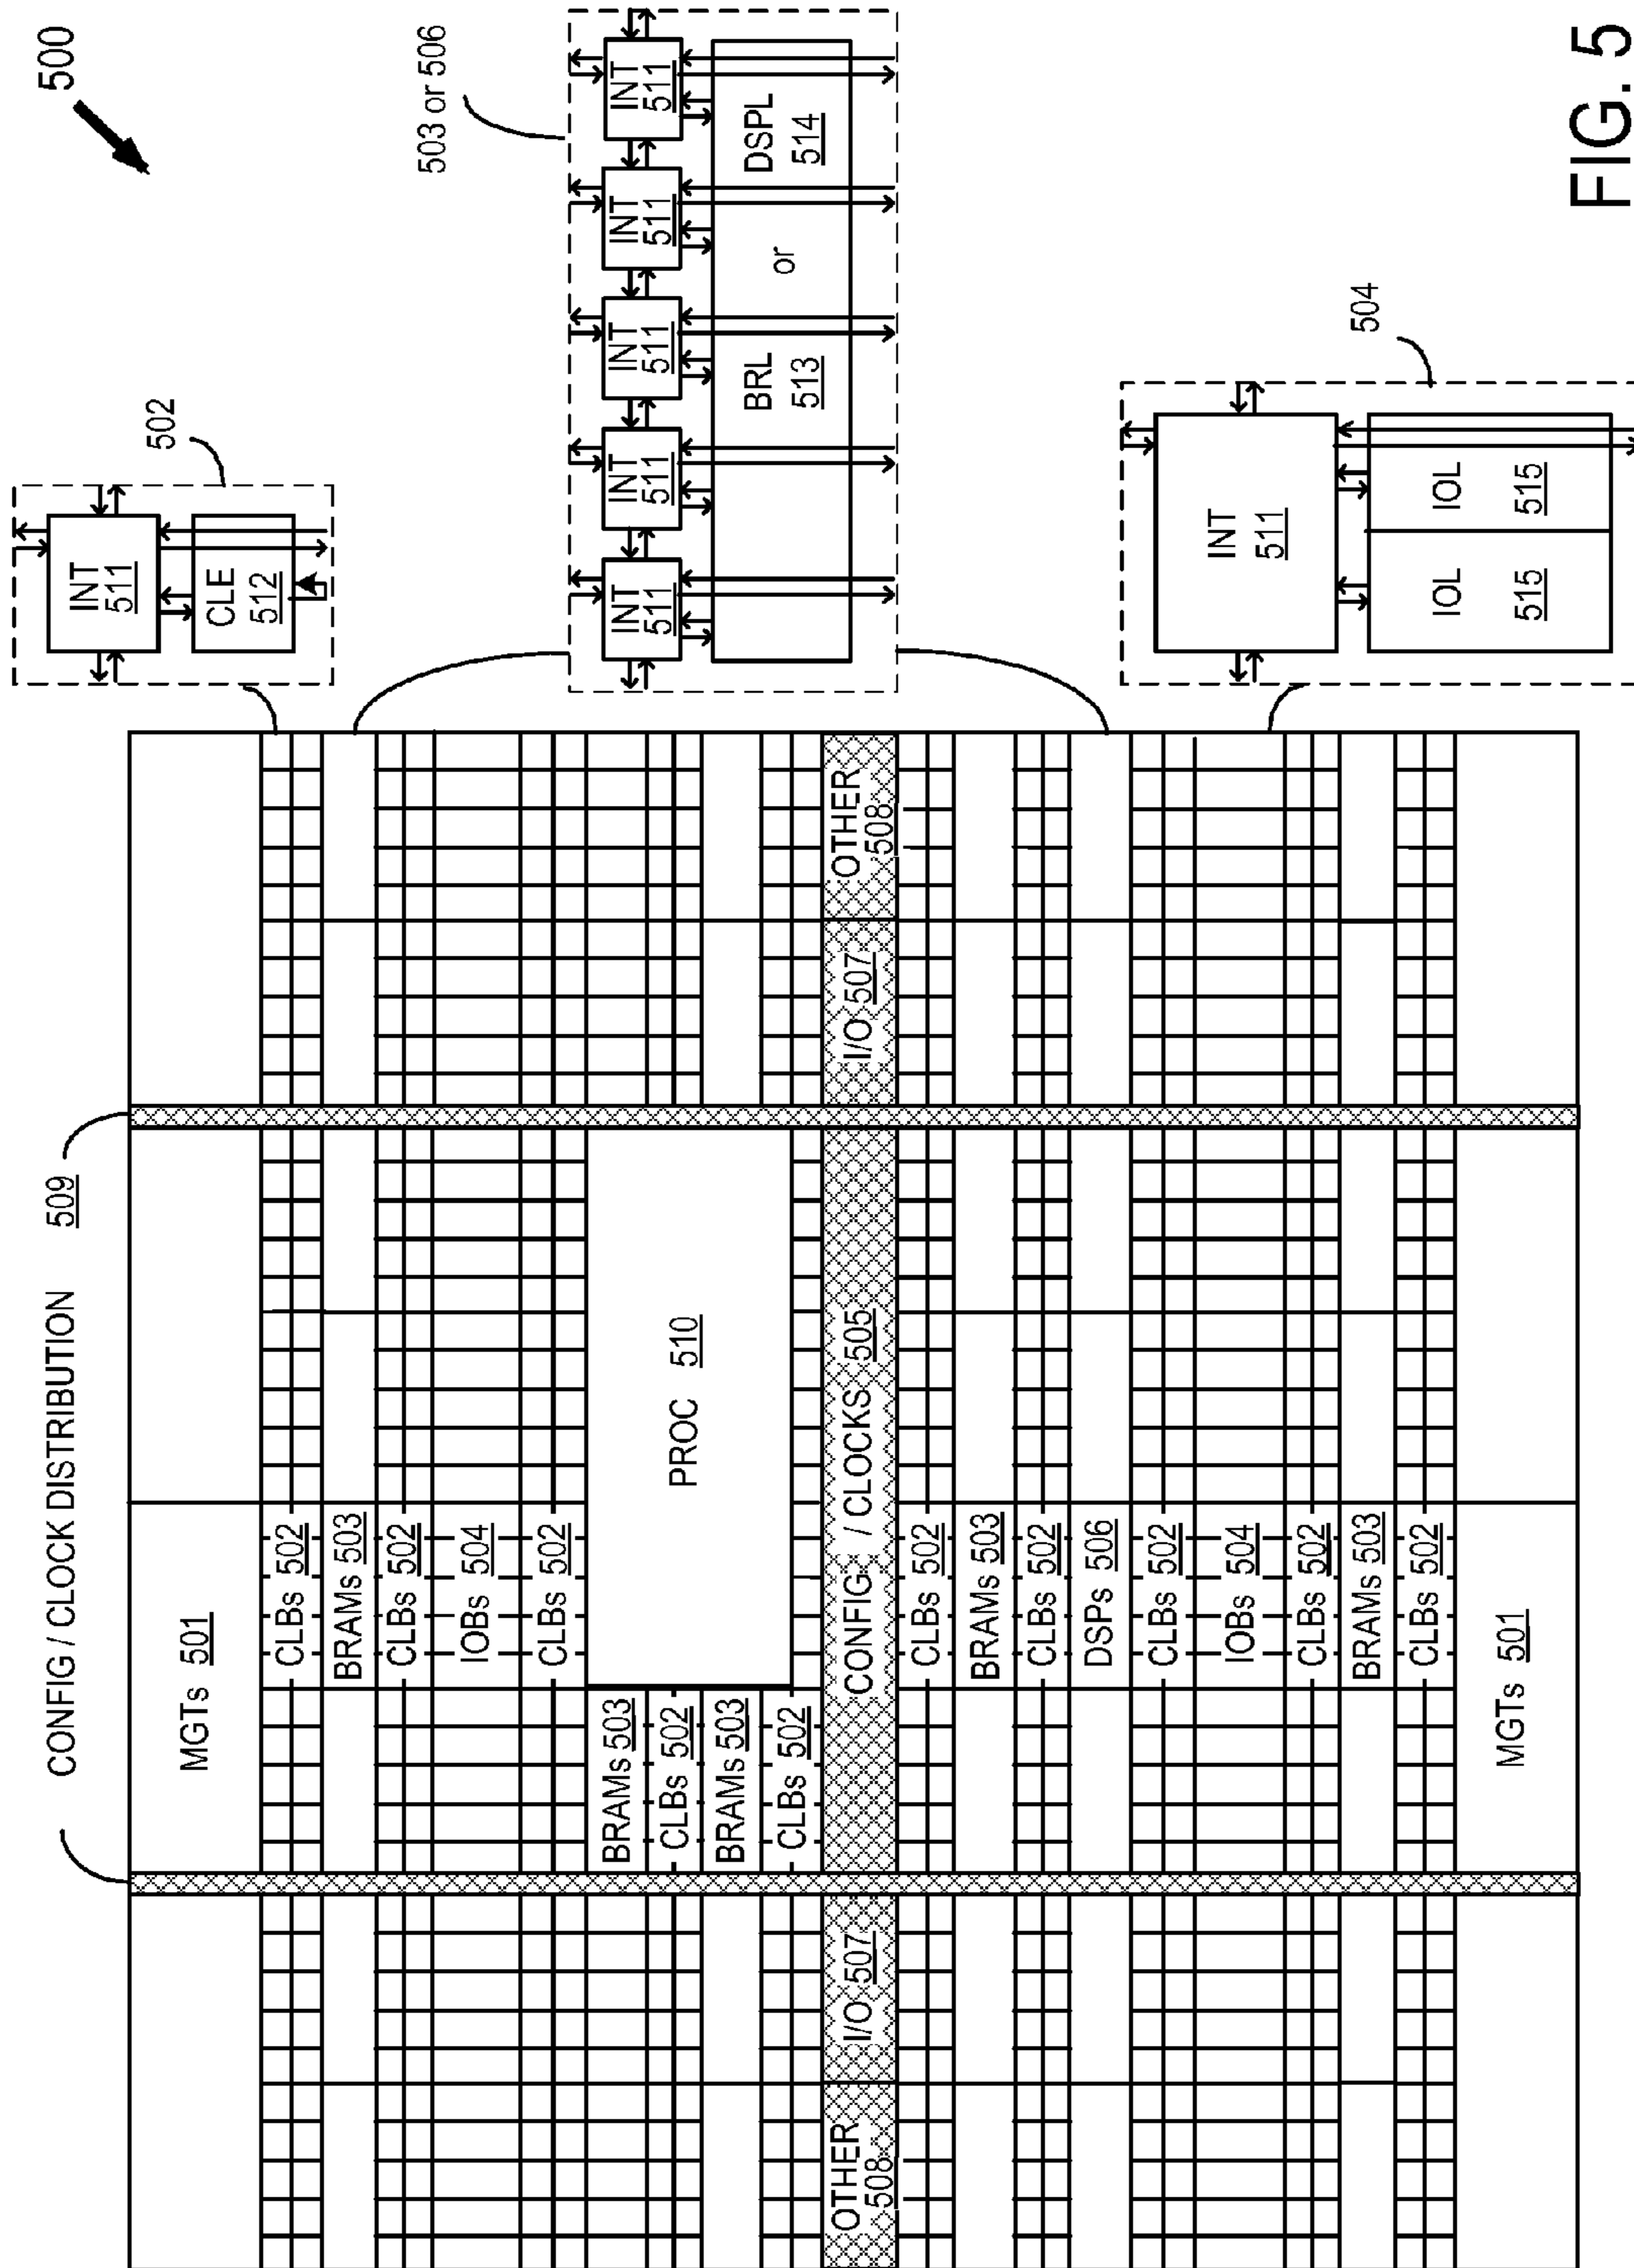 CONFIG / CLOCK DISTRIBUTION 509
500
MGTs 501
CLBs 502
BRAMs 503
CLBs 502
IOBs 504
CLBs 502
BRAMs 503
CLBs 502
PROC 510
BRAMs 503
CLBs 502
OTHER
508
I/O 507
CONFIG / CLOCKS 505
I/O 507
OTHER
508
CLBs 502
BRAMs 503
CLBs 502
DSPs 506
CLBs 502
IOBs 504
CLBs 502
BRAMs 503
CLBs 502
MGTs 501
502
INT
511
CLE
512
503 or 506
INT
511
INT
511
INT
511
INT
511
INT
511
BRL
513
or
DSPL
514
504
INT
511
IOL
515
IOL
515
FIG. 5